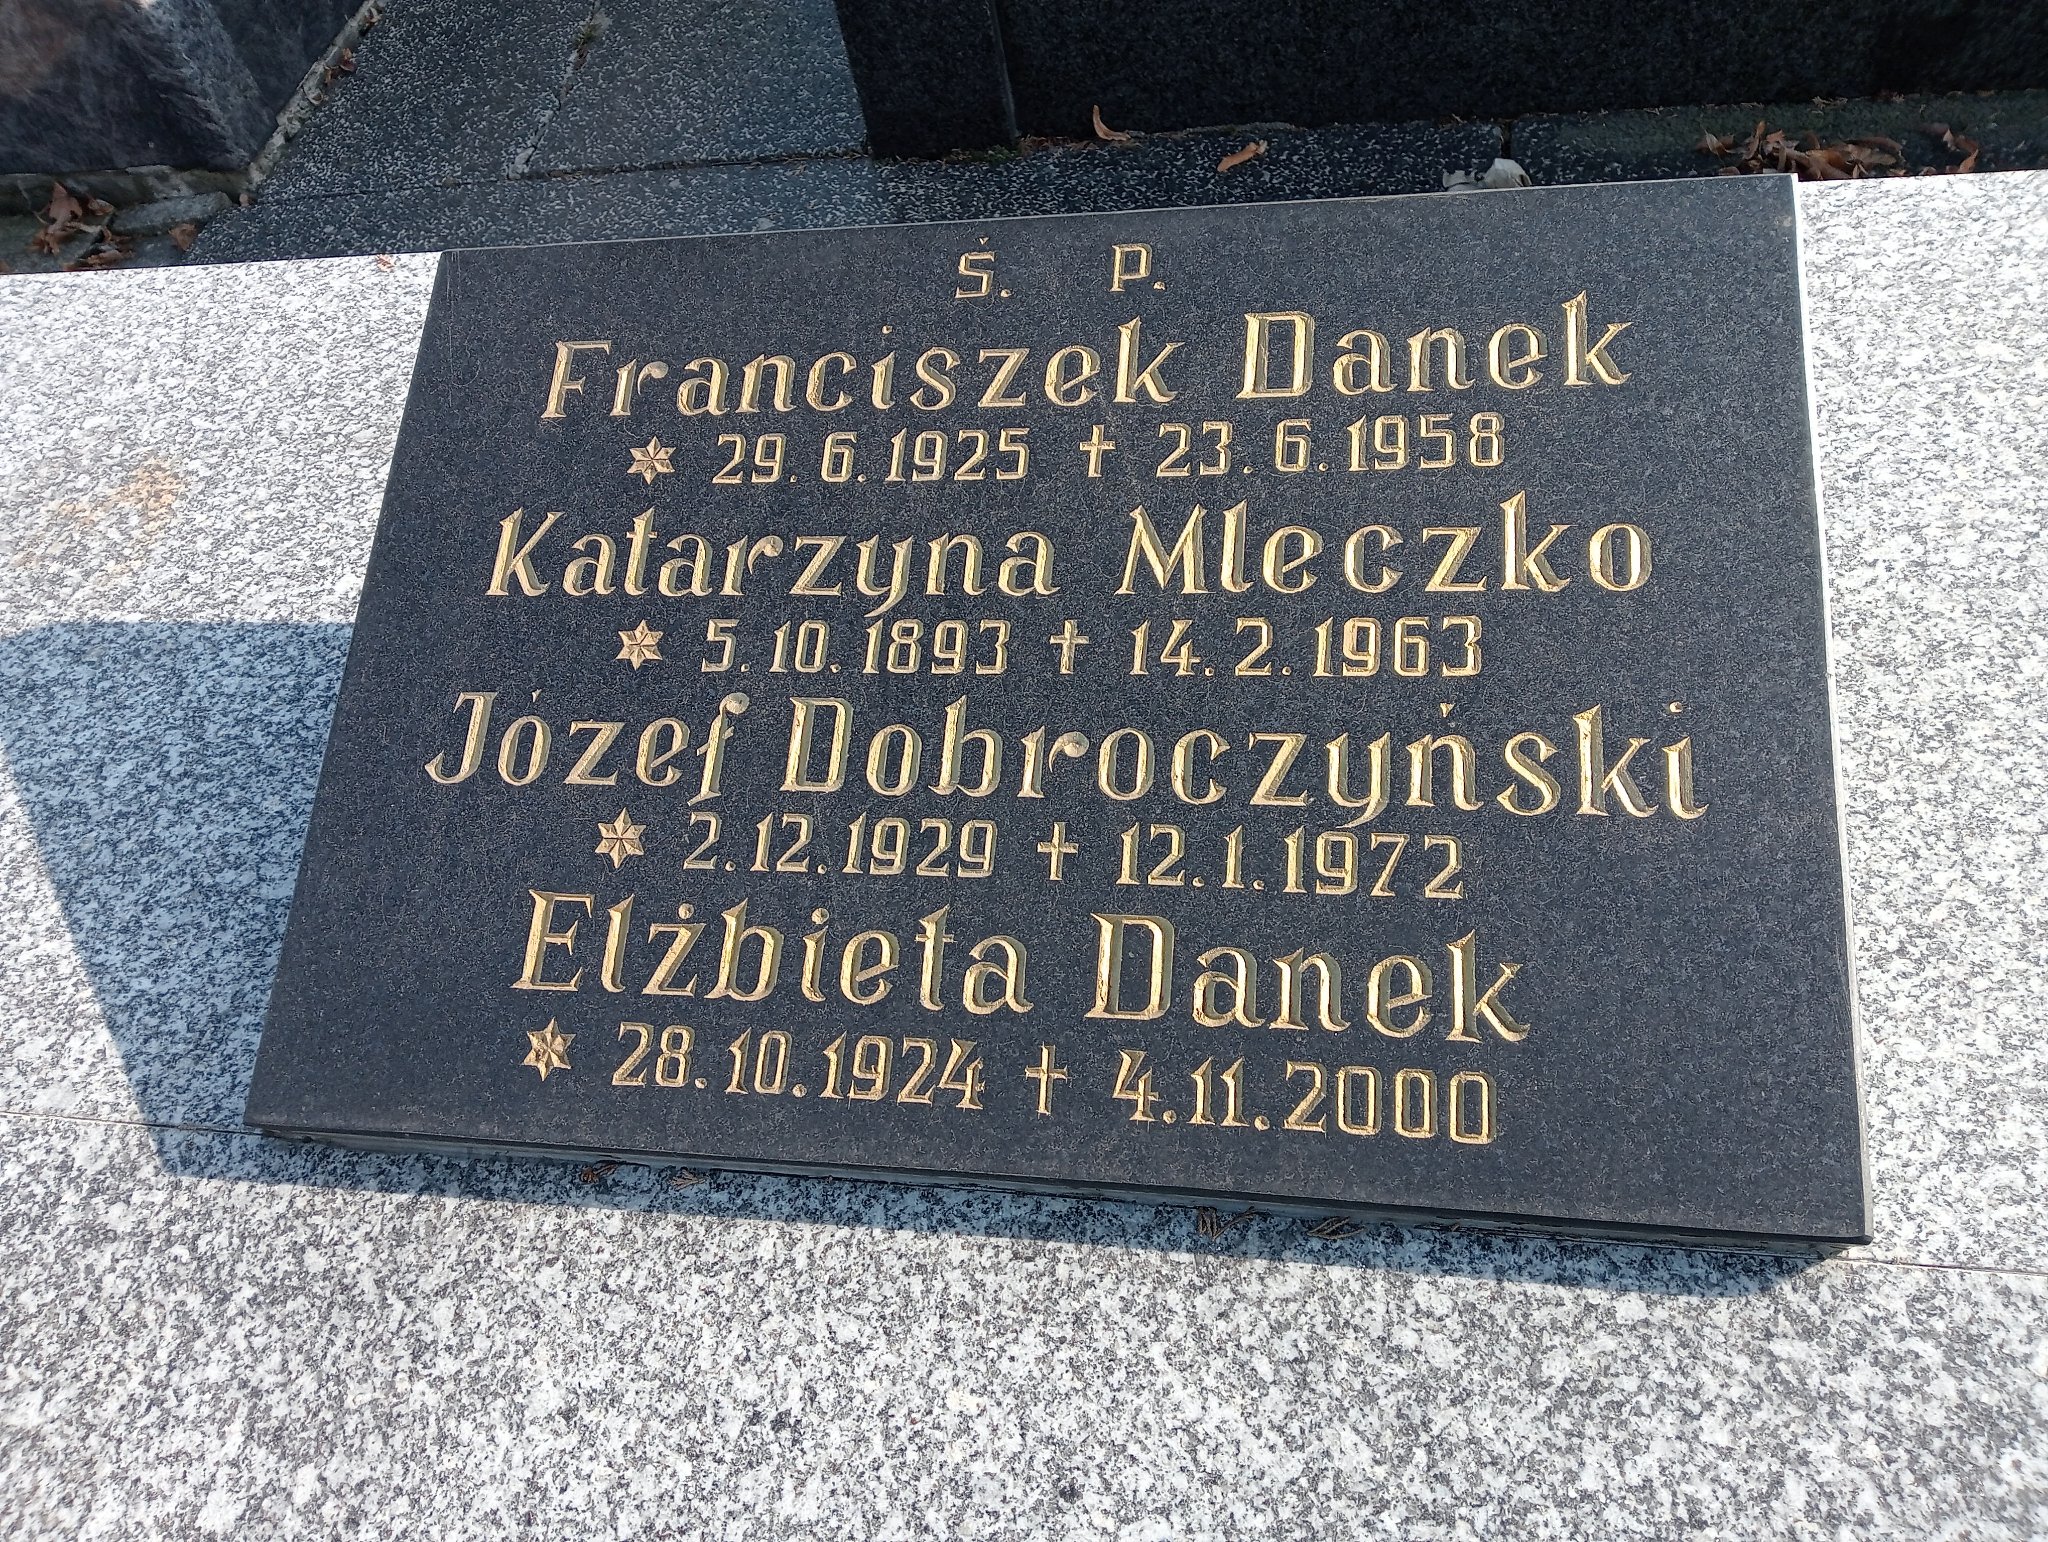 Ś. P.
Franciszek Danek
* 29.6.1925 † 23.6.1958
Katarzyna Mleczko
* 5.10.1893 † 14.2.1963
Józef Dobroczyński
* 2.12.1929 † 12.1.1972
Elżbieta Danek
* 28.10.1924 † 4.11.2000